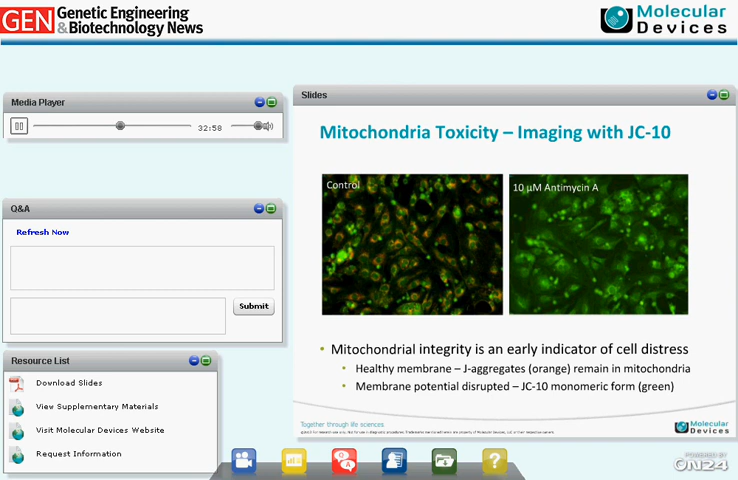 GEN Genetic Engineering
&Biotechnology News
Molecular
Devices
Media Player
32:58
Slides
Mitochondria Toxicity – Imaging with JC-10
Control
10 µM Antimycin A
• Mitochondrial integrity is an early indicator of cell distress
• Healthy membrane – J-aggregates (orange) remain in mitochondria
• Membrane potential disrupted – JC-10 monomeric form (green)
Together through life sciences.
Molecular
Devices
Q&A
Refresh Now
Submit
Resource List
Download Slides
View Supplementary Materials
Visit Molecular Devices Website
Request Information
Q
A
?
POWERED BY
ON24